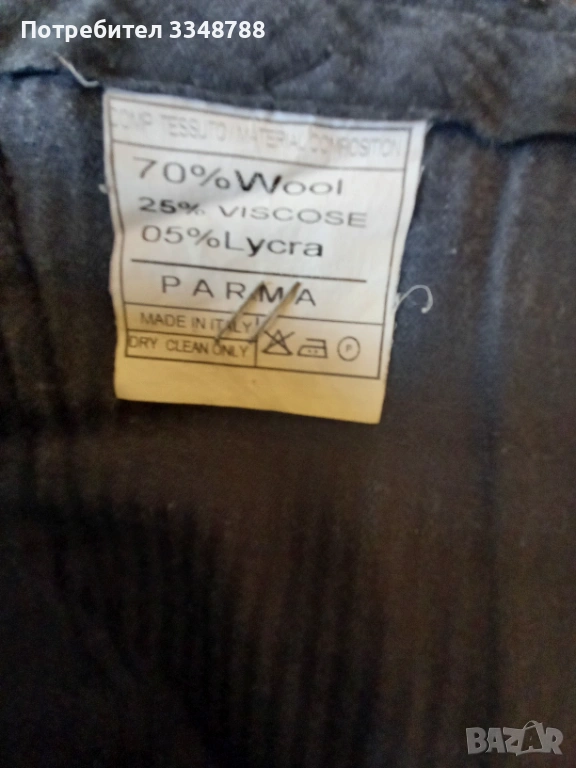 Потребител 3348788
COMP. TESSUTO / MATERIAL COMPOSITION
70%Wool
25% VISCOSE
05%Lycra
PARMA
MADE IN ITALY
DRY CLEAN ONLY
P
BAZAR